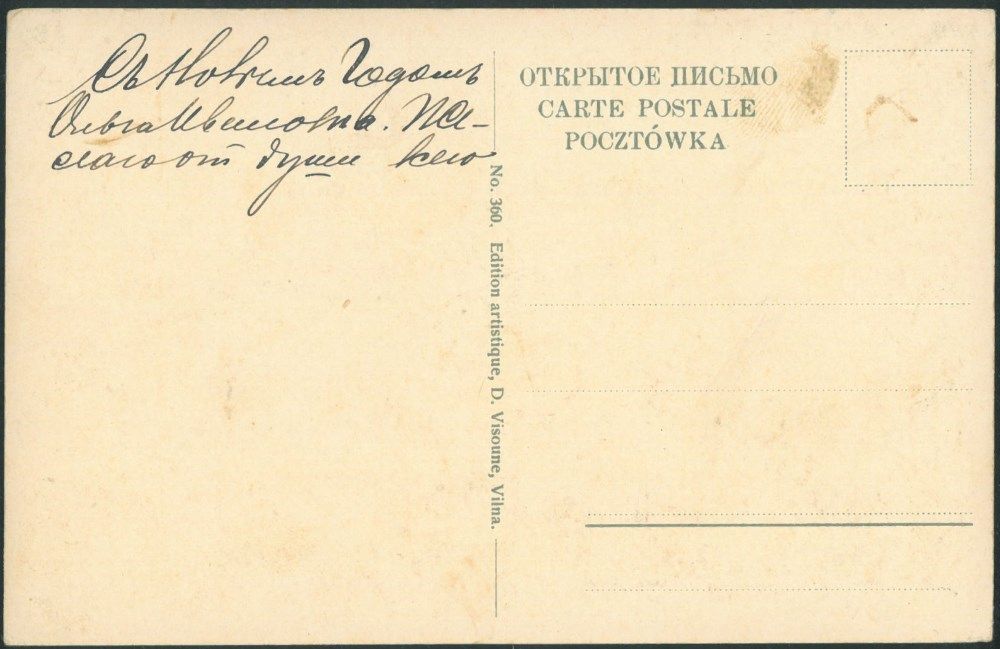 Съ Новымъ Годомъ
Ольга Ивановна. Же-
лаю от души
ОТКРЫТОЕ ПИСЬМО
CARTE POSTALE
POCZTÓWKA
No. 360. Edition artistique, D. Visoune, Vilna.